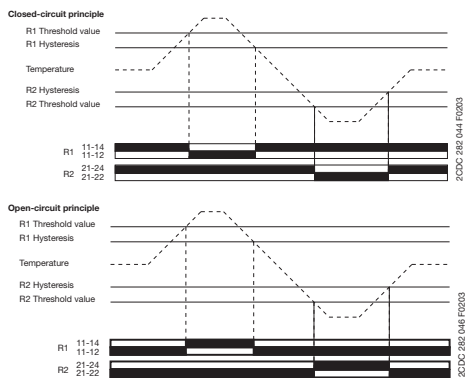 Closed-circuit principle
R1 Threshold value
R1 Hysteresis
Temperature
R2 Hysteresis
R2 Threshold value
R1 11-14
11-12
R2 21-24
21-22
2CDC 282 044 F0203
Open-circuit principle
R1 Threshold value
R1 Hysteresis
Temperature
R2 Hysteresis
R2 Threshold value
R1 11-14
11-12
R2 21-24
21-22
2CDC 282 046 F0203